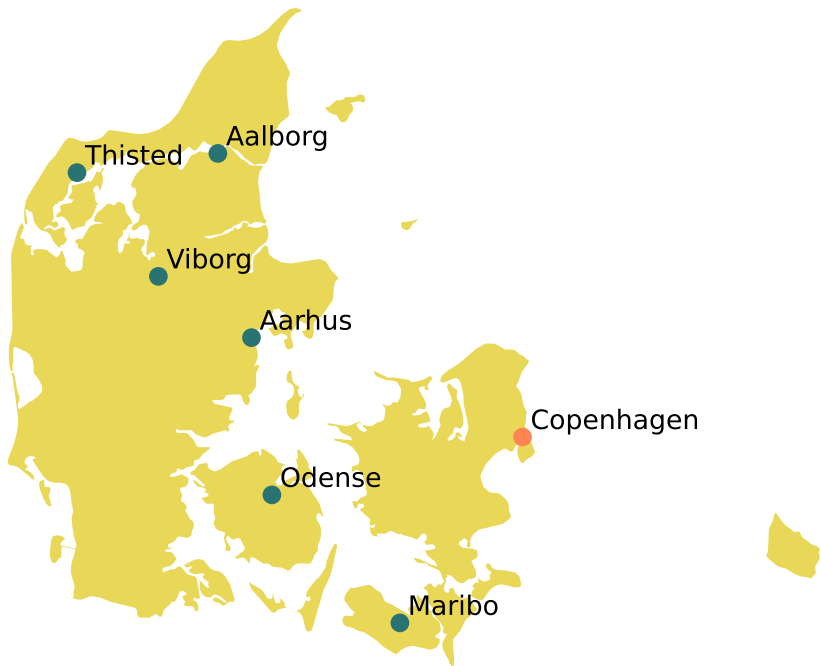 Aalborg
Thisted
Viborg
Aarhus
Copenhagen
Odense
Maribo